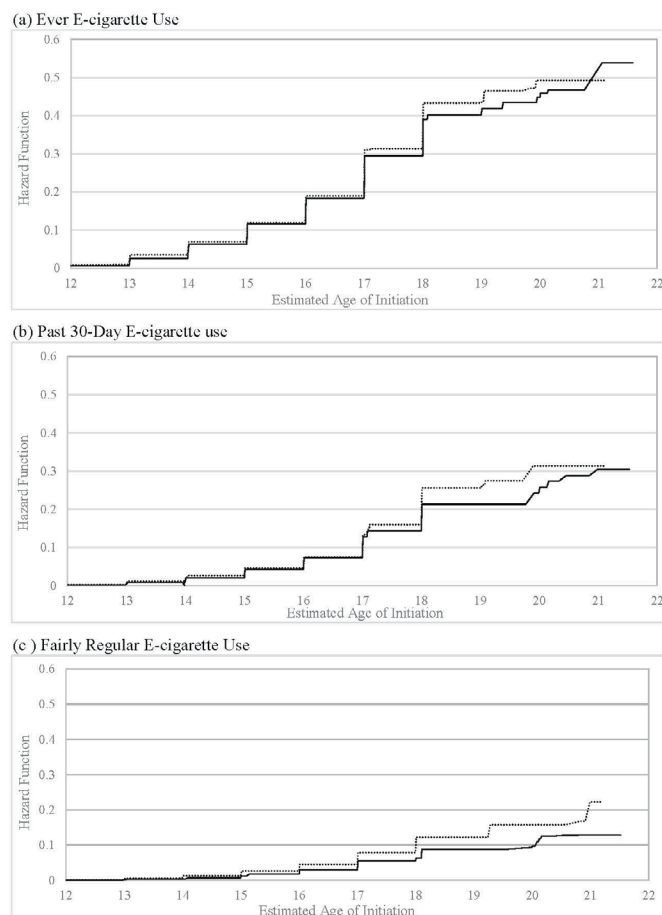 (a) Ever E-cigarette Use
0.6
0.5
0.4
0.3
0.2
0.1
0
Hazard Function
12 13 14 15 16 17 18 19 20 21 22
Estimated Age of Initiation
(b) Past 30-Day E-cigarette use
0.6
0.5
0.4
0.3
0.2
0.1
0
Hazard Function
12 13 14 15 16 17 18 19 20 21 22
Estimated Age of Initiation
(c ) Fairly Regular E-cigarette Use
0.6
0.5
0.4
0.3
0.2
0.1
0
Hazard Function
12 13 14 15 16 17 18 19 20 21 22
Estimated Age of Initiation